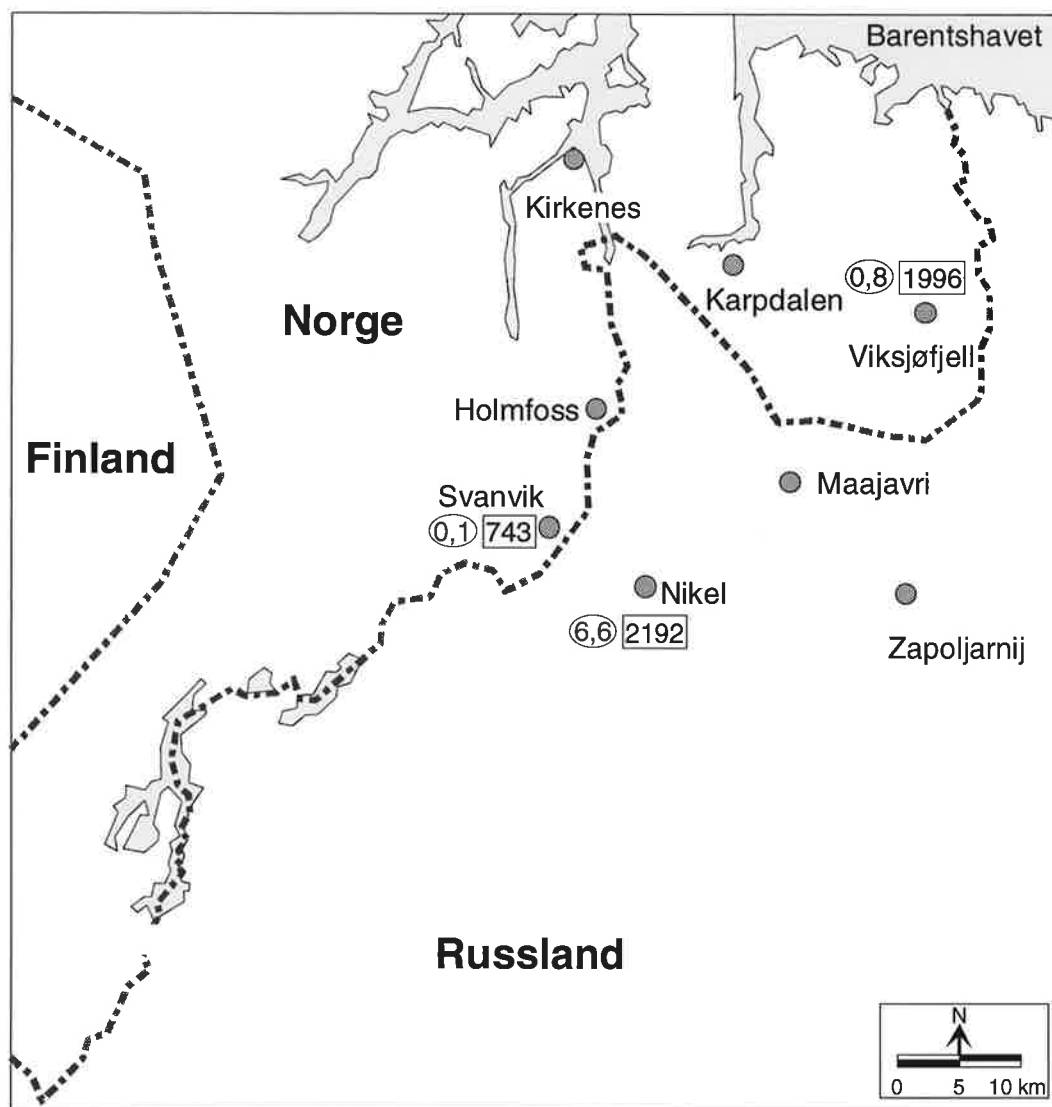 Barentshavet
Kirkenes
Karpdalen
0,8 1996
Viksjøfjell
Norge
Holmfoss
Finland
Maajavri
Svanvik
0,1 743
Nikel
6,6 2192
Zapoljarnij
Russland
N
0 5 10 km